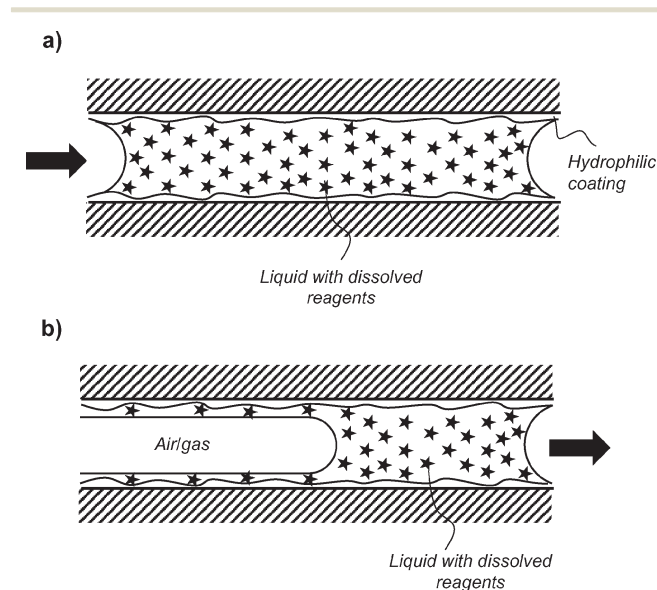 a)
Hydrophilic
coating
Liquid with dissolved
reagents
b)
Air/gas
Liquid with dissolved
reagents